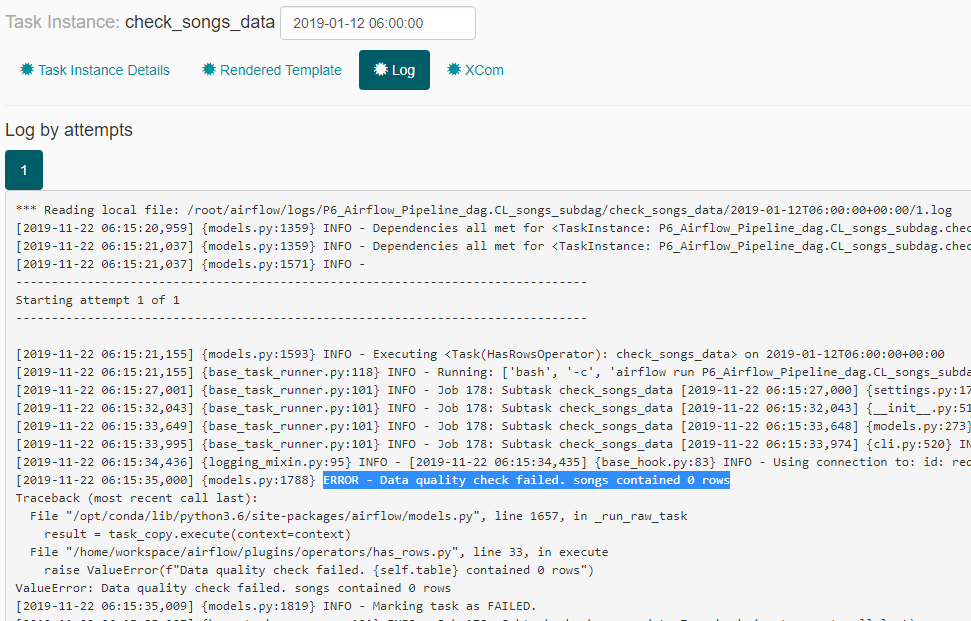 Task Instance: check_songs_data 2019-01-12 06:00:00
Task Instance Details Rendered Template Log XCom
Log by attempts
1
*** Reading local file: /root/airflow/logs/P6_Airflow_Pipeline_dag.CL_songs_subdag/check_songs_data/2019-01-12T06:00:00+00:00/1.log
[2019-11-22 06:15:20,959] {models.py:1359} INFO - Dependencies all met for <TaskInstance: P6_Airflow_Pipeline_dag.CL_songs_subdag.chec
[2019-11-22 06:15:21,037] {models.py:1359} INFO - Dependencies all met for <TaskInstance: P6_Airflow_Pipeline_dag.CL_songs_subdag.chec
[2019-11-22 06:15:21,037] {models.py:1571} INFO -
--------------------------------------------------------------------------------
Starting attempt 1 of 1
--------------------------------------------------------------------------------
[2019-11-22 06:15:21,155] {models.py:1593} INFO - Executing <Task(HasRowsOperator): check_songs_data> on 2019-01-12T06:00:00+00:00
[2019-11-22 06:15:21,155] {base_task_runner.py:118} INFO - Running: ['bash', '-c', 'airflow run P6_Airflow_Pipeline_dag.CL_songs_subda
[2019-11-22 06:15:27,001] {base_task_runner.py:101} INFO - Job 178: Subtask check_songs_data [2019-11-22 06:15:27,000] {settings.py:17
[2019-11-22 06:15:32,043] {base_task_runner.py:101} INFO - Job 178: Subtask check_songs_data [2019-11-22 06:15:32,043] {__init__.py:51
[2019-11-22 06:15:33,649] {base_task_runner.py:101} INFO - Job 178: Subtask check_songs_data [2019-11-22 06:15:33,648] {models.py:273}
[2019-11-22 06:15:33,995] {base_task_runner.py:101} INFO - Job 178: Subtask check_songs_data [2019-11-22 06:15:33,974] {cli.py:520} IN
[2019-11-22 06:15:34,436] {logging_mixin.py:95} INFO - [2019-11-22 06:15:34,435] {base_hook.py:83} INFO - Using connection to: id: red
[2019-11-22 06:15:35,000] {models.py:1788} ERROR - Data quality check failed. songs contained 0 rows
Traceback (most recent call last):
  File "/opt/conda/lib/python3.6/site-packages/airflow/models.py", line 1657, in _run_raw_task
    result = task_copy.execute(context=context)
  File "/home/workspace/airflow/plugins/operators/has_rows.py", line 33, in execute
    raise ValueError(f"Data quality check failed. {self.table} contained 0 rows")
ValueError: Data quality check failed. songs contained 0 rows
[2019-11-22 06:15:35,009] {models.py:1819} INFO - Marking task as FAILED.